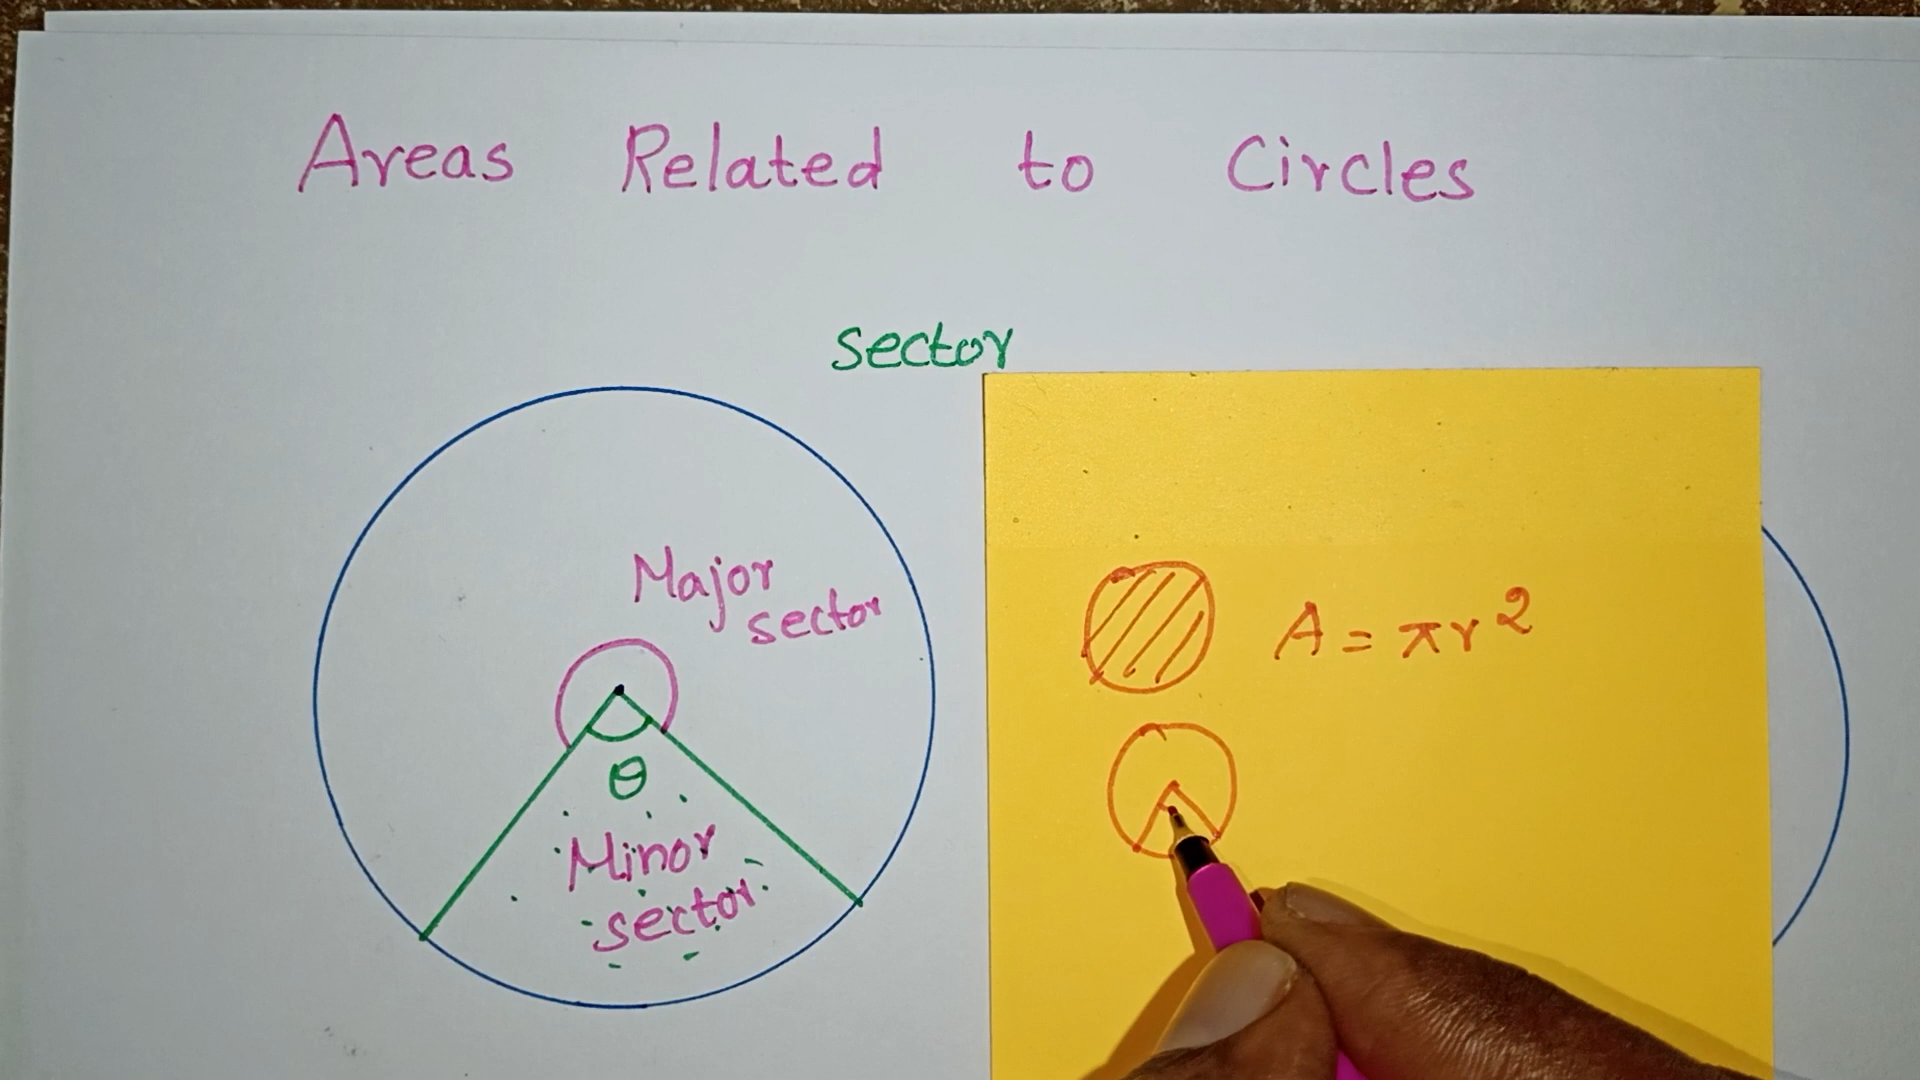 Areas Related to Circles
sector
Major
sector
θ
Minor
sector
A = πr²